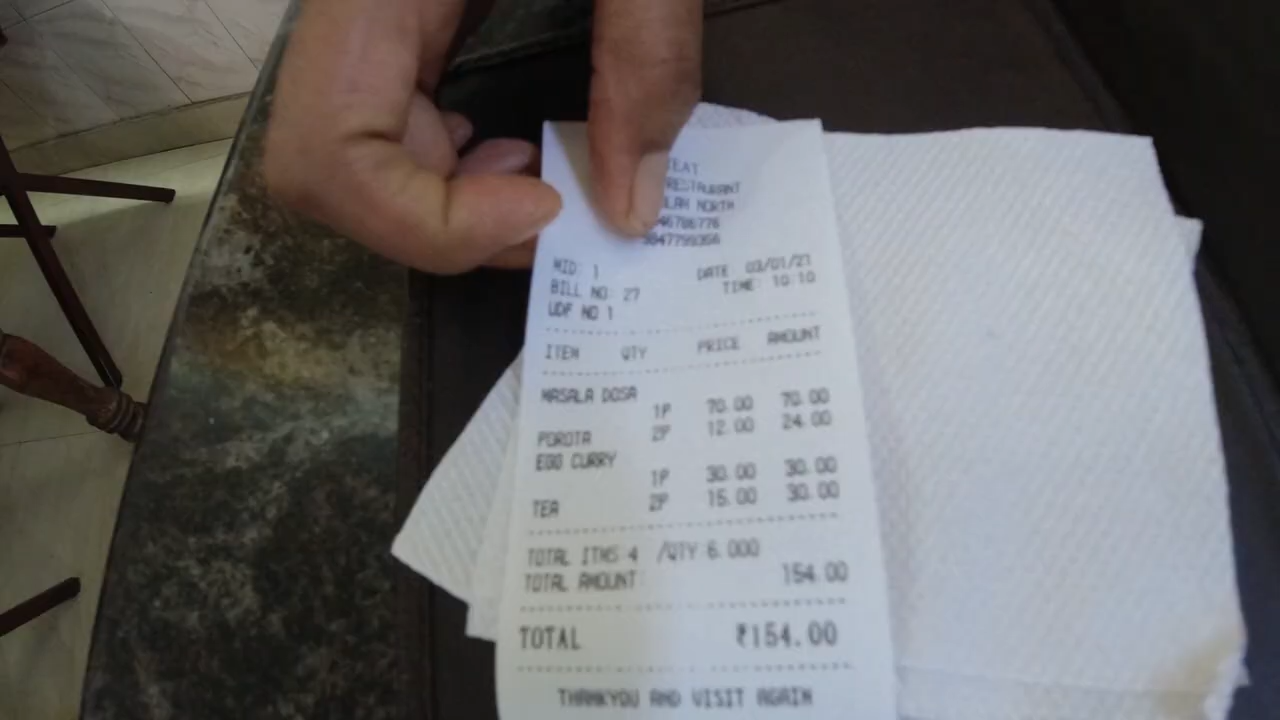 RESTAURANT
NORTH
MID: 1 DATE: 03/01/21
BILL NO: 27 TIME: 10:10
UDF NO 1
ITEM QTY PRICE AMOUNT
MASALA DOSA
1P 70.00 70.00
POROTA 2P 12.00 24.00
EGG CURRY
1P 30.00 30.00
TEA 2P 15.00 30.00
TOTAL ITMS 4 /QTY 6.000
TOTAL AMOUNT 154.00
TOTAL ₹154.00
THANKYOU AND VISIT AGAIN